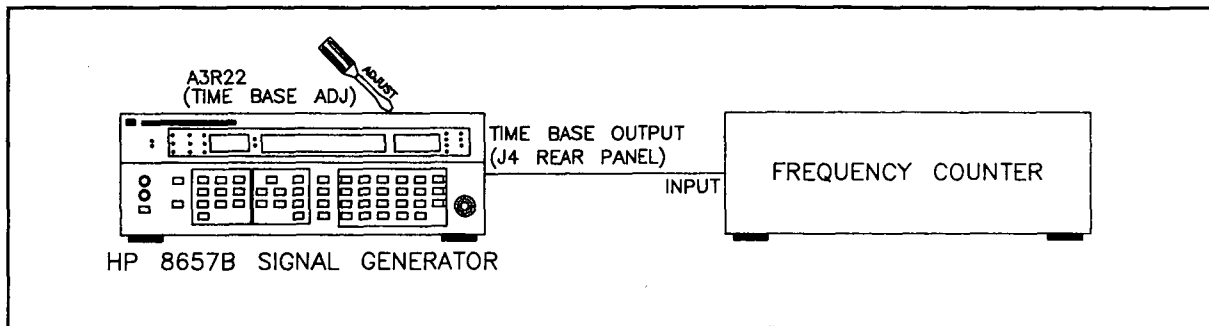 A3R22
(TIME BASE ADJ)
ADJUST
TIME BASE OUTPUT
(J4 REAR PANEL)
INPUT
FREQUENCY COUNTER
HP 8657B SIGNAL GENERATOR